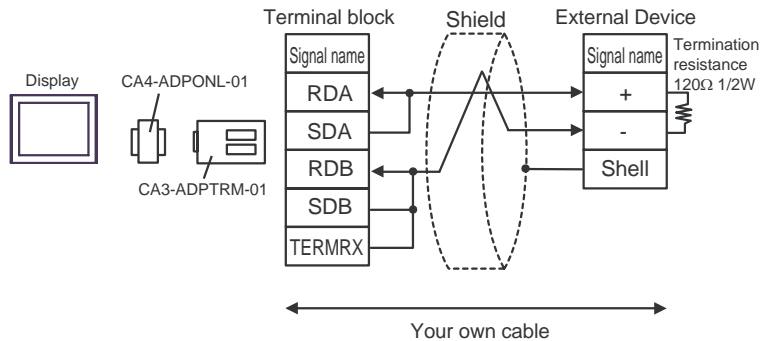 Terminal block
Shield
External Device
Signal name
Signal name
Termination
resistance
120Ω 1/2W
Display
CA4-ADPONL-01
RDA
+
SDA
-
RDB
Shell
CA3-ADPTRM-01
SDB
TERMRX
Your own cable